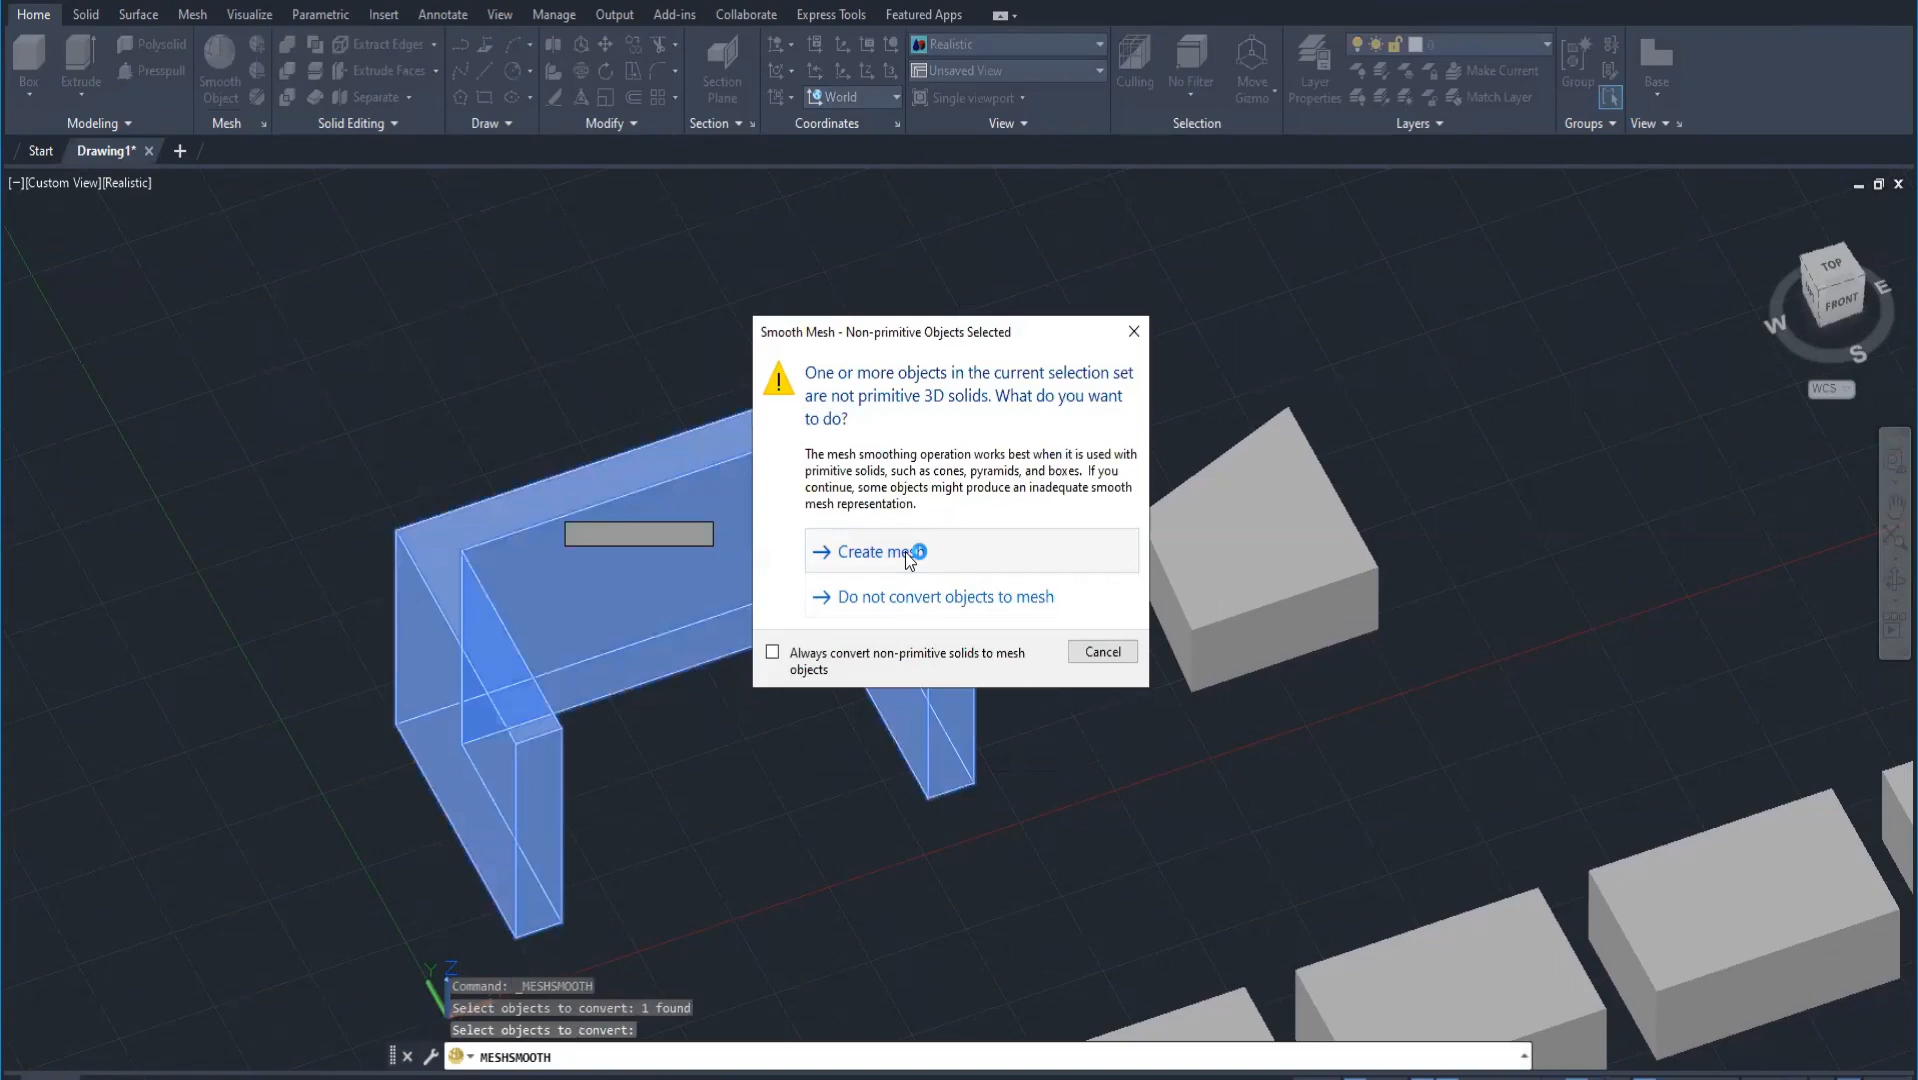 Home Solid Surface Mesh Visualize Parametric Insert Annotate View Manage Output Add-ins Collaborate Express Tools Featured Apps
Box
Extrude
Polysolid
Presspull
Smooth
Object
Extract Edges
Extrude Faces
Separate
Section
Plane
World
Realistic
Unsaved View
Single viewport
Culling
No Filter
Move
Gizmo
Layer
Properties
0
Make Current
Match Layer
Group
Base
Modeling Mesh Solid Editing Draw Modify Section Coordinates View Selection Layers Groups View
Start Drawing1*
[−][Custom View][Realistic]
TOP
FRONT
W
S
E
WCS
Smooth Mesh - Non-primitive Objects Selected
One or more objects in the current selection set
are not primitive 3D solids. What do you want
to do?
The mesh smoothing operation works best when it is used with
primitive solids, such as cones, pyramids, and boxes. If you
continue, some objects might produce an inadequate smooth
mesh representation.
Create mesh
Do not convert objects to mesh
Always convert non-primitive solids to mesh
objects
Cancel
Y
Z
Command: _MESHSMOOTH
Select objects to convert: 1 found
Select objects to convert:
MESHSMOOTH